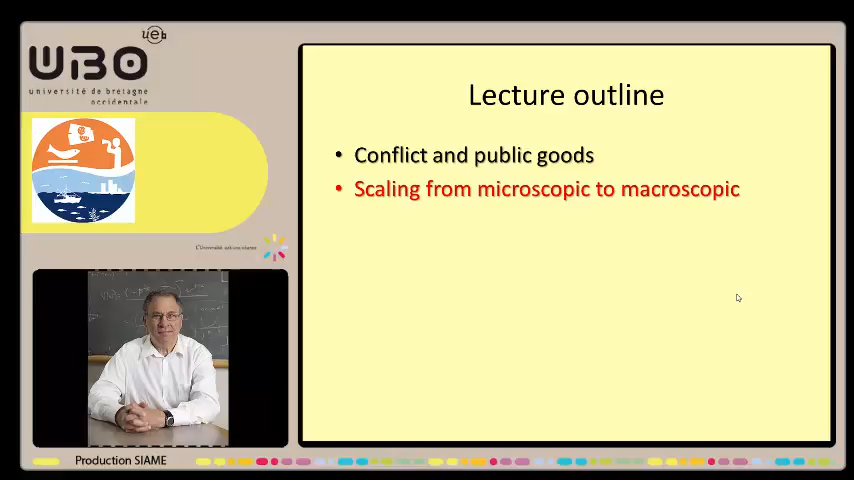 ueb
UBO
université de bretagne
occidentale
Lecture outline
• Conflict and public goods
• Scaling from microscopic to macroscopic
Production SIAME